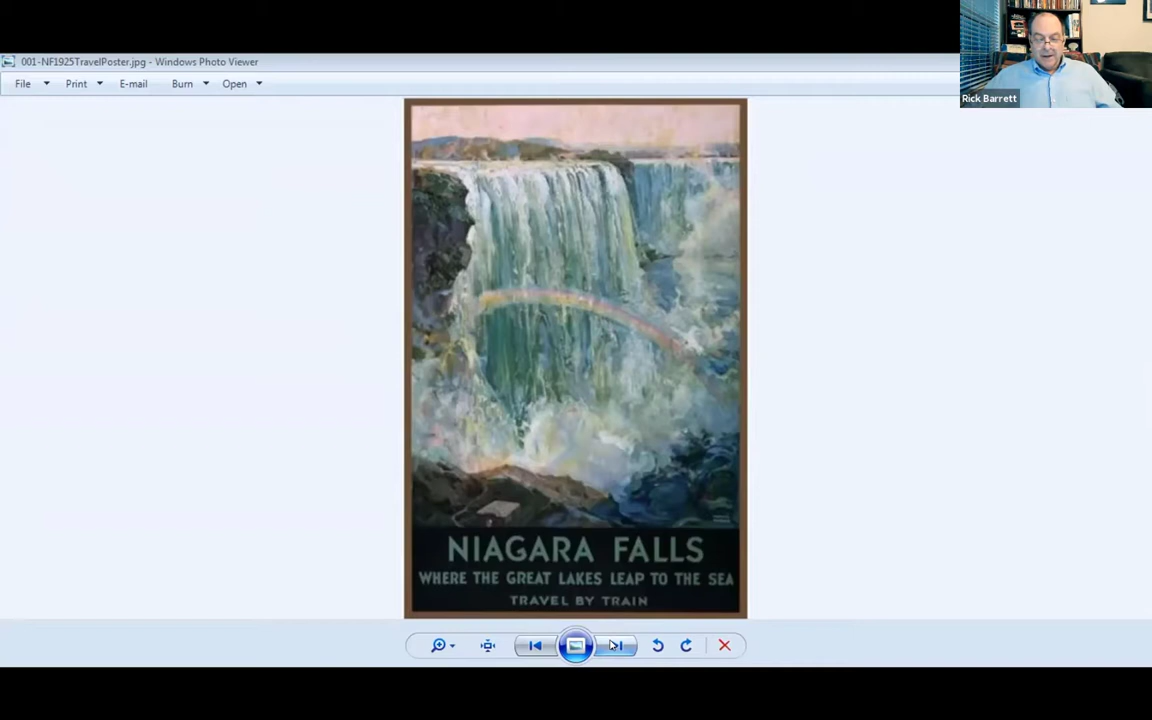 001-NF1925TravelPoster.jpg - Windows Photo Viewer
File Print E-mail Burn Open
Rick Barrett
NIAGARA FALLS
WHERE THE GREAT LAKES LEAP TO THE SEA
TRAVEL BY TRAIN